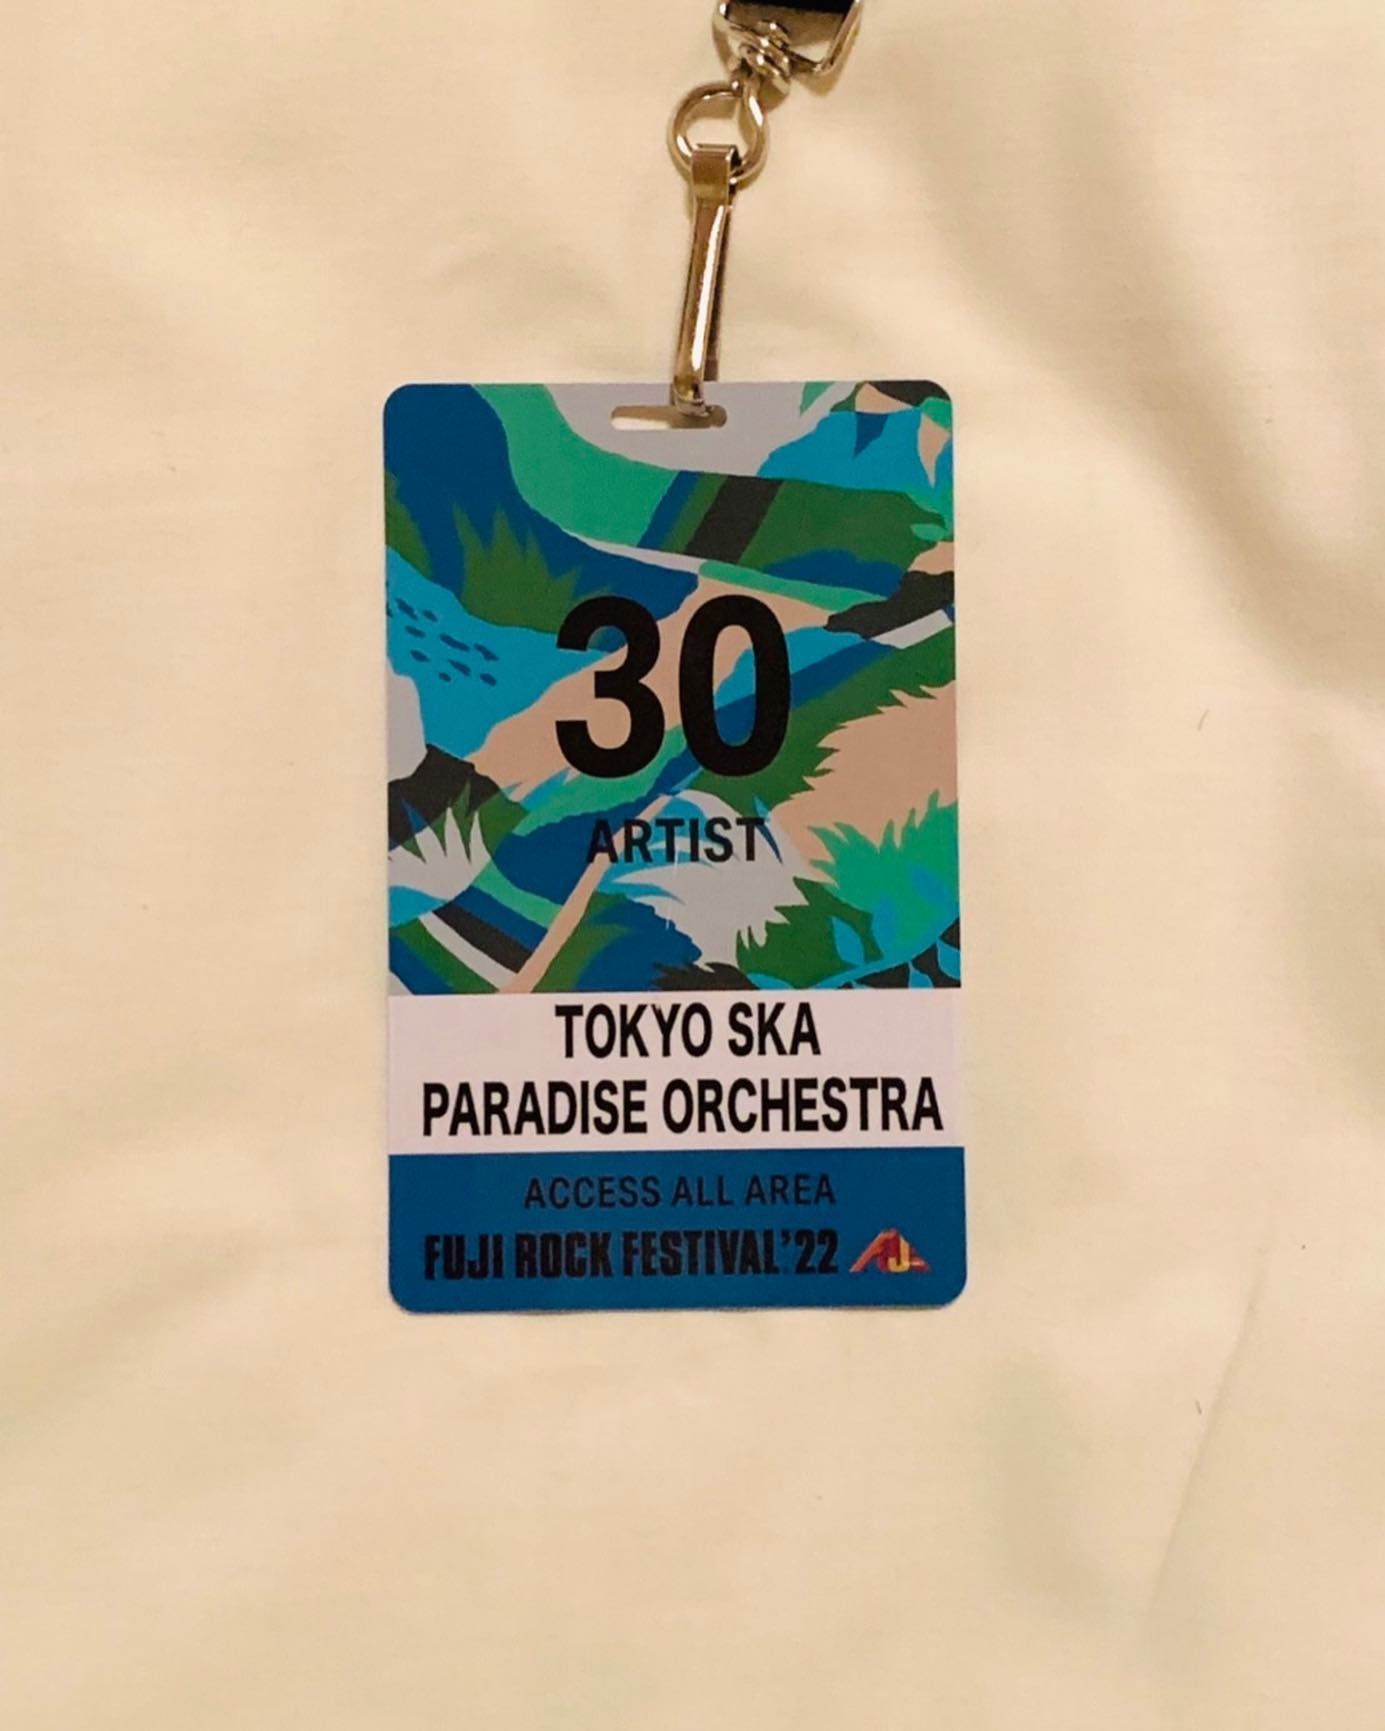 30
ARTIST
TOKYO SKA
PARADISE ORCHESTRA
ACCESS ALL AREA
FUJI ROCK FESTIVAL'22